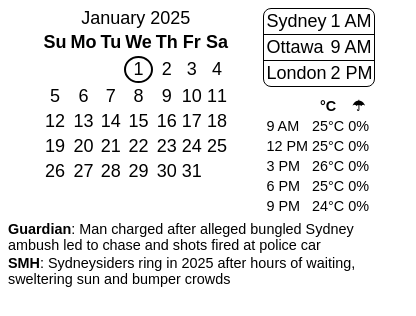 January 2025
Su Mo Tu We Th Fr Sa
1 2 3 4
5 6 7 8 9 10 11
12 13 14 15 16 17 18
19 20 21 22 23 24 25
26 27 28 29 30 31
Sydney 1 AM
Ottawa 9 AM
London 2 PM
°C ☂
9 AM 25°C 0%
12 PM 25°C 0%
3 PM 26°C 0%
6 PM 25°C 0%
9 PM 24°C 0%
Guardian: Man charged after alleged bungled Sydney
ambush led to chase and shots fired at police car
SMH: Sydneysiders ring in 2025 after hours of waiting,
sweltering sun and bumper crowds